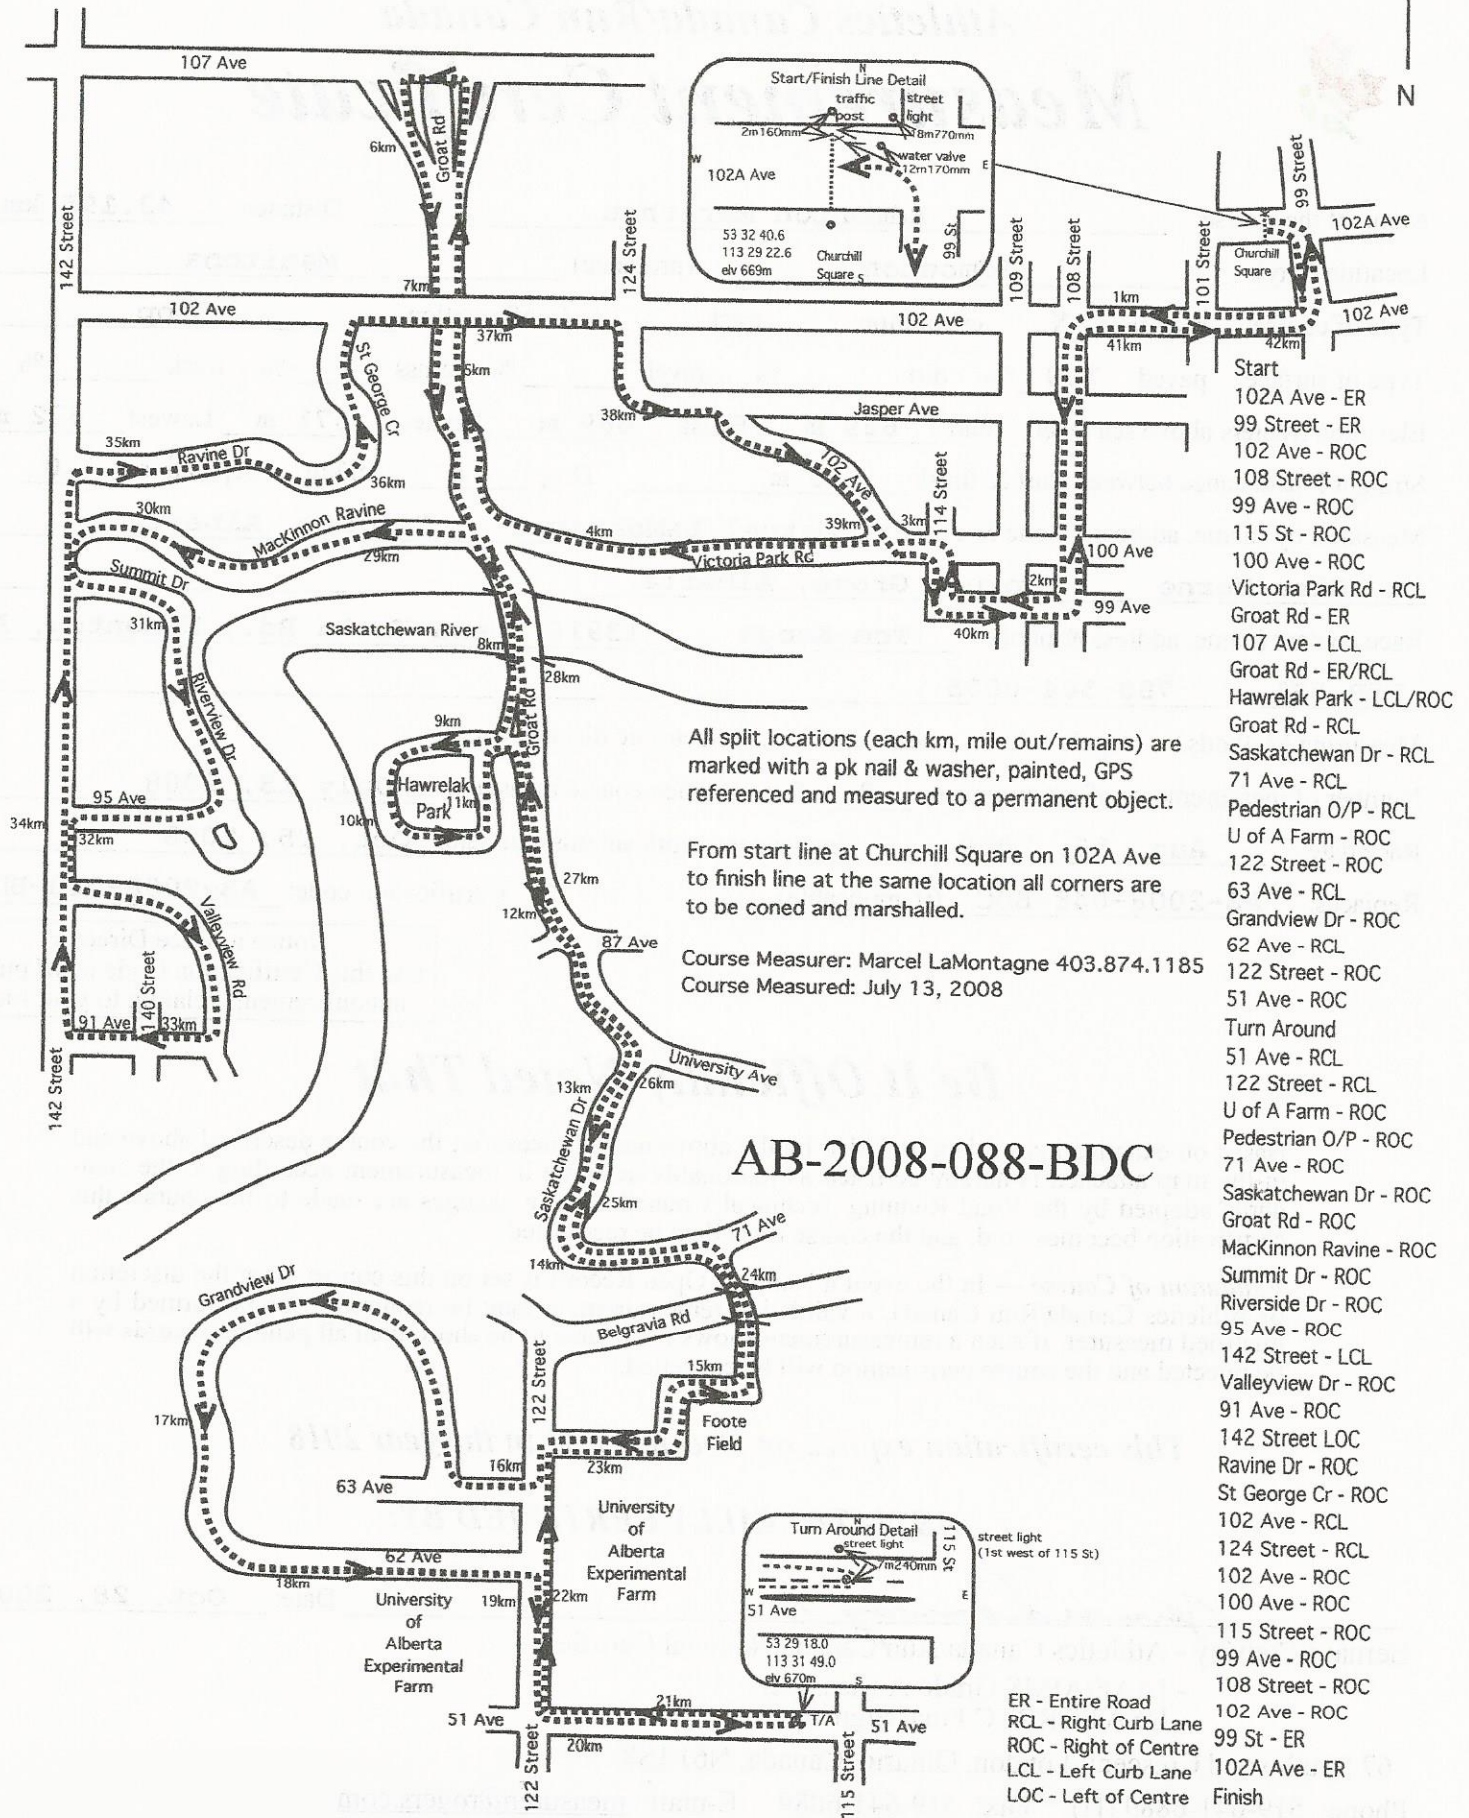 107 Ave
Groat Rd
6km
142 Street
N
Start/Finish Line Detail
traffic
post
street
light
2m160mm
8m770mm
water valve
12m170mm
W
E
102A Ave
53 32 40.6
113 29 22.6
elv 669m
Churchill
Square
S
99 St
N
99 Street
102A Ave
Churchill
Square
101 Street
108 Street
109 Street
124 Street
7km
102 Ave
37km
102 Ave
1km
41km
42km
102 Ave
St George Cr
5km
38km
Jasper Ave
35km
Ravine Dr
36km
102 Ave
114 Street
30km
MacKinnon Ravine
29km
4km
39km
3km
Victoria Park Rd
100 Ave
2km
99 Ave
40km
Summit Dr
31km
Saskatchewan River
8km
28km
Riverview Dr
Groat Rd
9km
Hawrelak
Park
11km
10km
95 Ave
34km
32km
27km
12km
87 Ave
Valleyview Rd
140 Street
91 Ave
33km
142 Street
University Ave
13km
26km
Saskatchewan Dr
25km
71 Ave
14km
24km
Grandview Dr
Belgravia Rd
15km
122 Street
Foote
Field
17km
16km
23km
63 Ave
University
of
Alberta
Experimental
Farm
62 Ave
18km
19km
22km
University
of
Alberta
Experimental
Farm
51 Ave
21km
T/A
51 Ave
20km
122 Street
115 Street
N
Turn Around Detail
street light
7m240mm
115 St
W
E
51 Ave
53 29 18.0
113 31 49.0
elv 670m
S
street light
(1st west of 115 St)
All split locations (each km, mile out/remains) are
marked with a pk nail & washer, painted, GPS
referenced and measured to a permanent object.
From start line at Churchill Square on 102A Ave
to finish line at the same location all corners are
to be coned and marshalled.
Course Measurer: Marcel LaMontagne 403.874.1185
Course Measured: July 13, 2008
AB-2008-088-BDC
Start
102A Ave - ER
99 Street - ER
102 Ave - ROC
108 Street - ROC
99 Ave - ROC
115 St - ROC
100 Ave - ROC
Victoria Park Rd - RCL
Groat Rd - ER
107 Ave - LCL
Groat Rd - ER/RCL
Hawrelak Park - LCL/ROC
Groat Rd - RCL
Saskatchewan Dr - RCL
71 Ave - RCL
Pedestrian O/P - RCL
U of A Farm - ROC
122 Street - ROC
63 Ave - RCL
Grandview Dr - ROC
62 Ave - RCL
122 Street - ROC
51 Ave - ROC
Turn Around
51 Ave - RCL
122 Street - RCL
U of A Farm - ROC
Pedestrian O/P - ROC
71 Ave - ROC
Saskatchewan Dr - ROC
Groat Rd - ROC
MacKinnon Ravine - ROC
Summit Dr - ROC
Riverside Dr - ROC
95 Ave - ROC
142 Street - LCL
Valleyview Dr - ROC
91 Ave - ROC
142 Street LOC
Ravine Dr - ROC
St George Cr - ROC
102 Ave - RCL
124 Street - RCL
102 Ave - ROC
100 Ave - ROC
115 Street - ROC
99 Ave - ROC
108 Street - ROC
102 Ave - ROC
99 St - ER
102A Ave - ER
Finish
ER - Entire Road
RCL - Right Curb Lane
ROC - Right of Centre
LCL - Left Curb Lane
LOC - Left of Centre